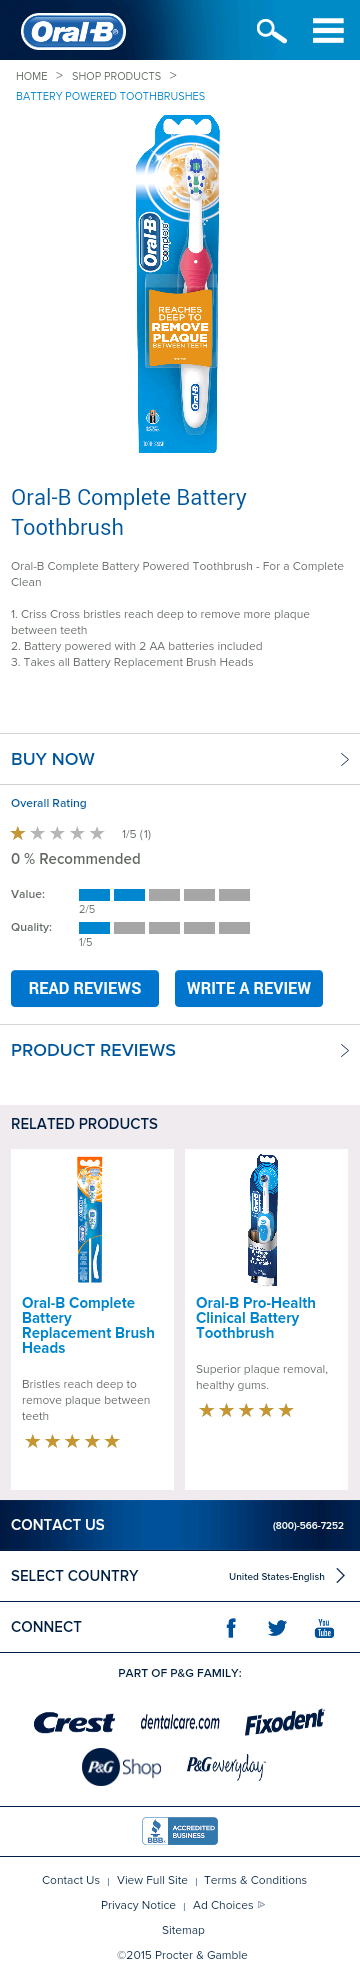 Oral-B
HOME > SHOP PRODUCTS >
BATTERY POWERED TOOTHBRUSHES
Oral-B
complete
REACHES
DEEP TO
REMOVE
PLAQUE
BETWEEN TEETH
Oral-B
Oral-B Complete Battery
Toothbrush
Oral-B Complete Battery Powered Toothbrush - For a Complete
Clean
1. Criss Cross bristles reach deep to remove more plaque
between teeth
2. Battery powered with 2 AA batteries included
3. Takes all Battery Replacement Brush Heads
BUY NOW
Overall Rating
1/5 (1)
0 % Recommended
Value:
2/5
Quality:
1/5
READ REVIEWS WRITE A REVIEW
PRODUCT REVIEWS
RELATED PRODUCTS
Oral-B Complete
Battery
Replacement Brush
Heads
Bristles reach deep to
remove plaque between
teeth
Oral-B
Oral-B Pro-Health
Clinical Battery
Toothbrush
Superior plaque removal,
healthy gums.
CONTACT US (800)-566-7252
SELECT COUNTRY United States-English
CONNECT You Tube
PART OF P&G FAMILY:
Crest dentalcare.com Fixodent
P&G Shop P&G everyday
BBB. ACCREDITED
BUSINESS
Contact Us | View Full Site | Terms & Conditions
Privacy Notice | Ad Choices
Sitemap
©2015 Procter & Gamble